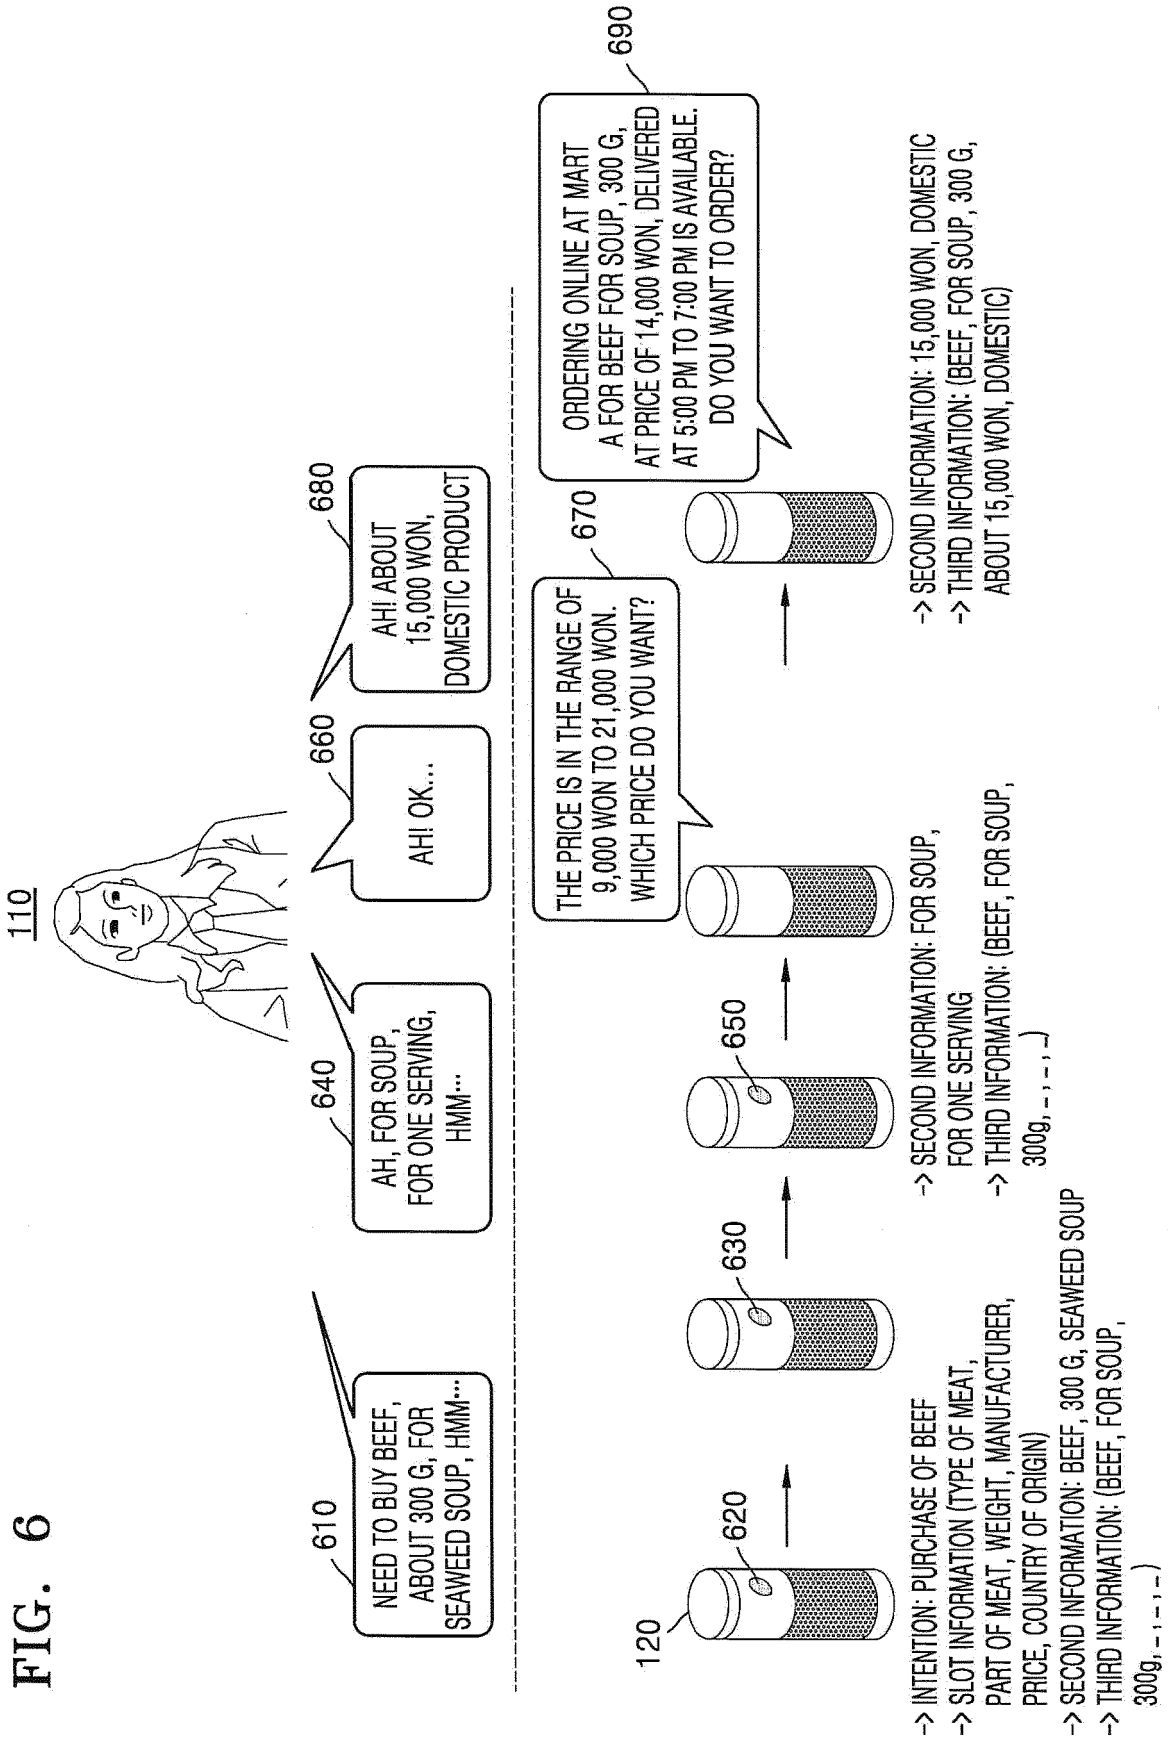 FIG. 6
110
610
NEED TO BUY BEEF,
ABOUT 300 G, FOR
SEAWEED SOUP, HMM···
640
AH, FOR SOUP,
FOR ONE SERVING,
HMM···
660
AH! OK...
680
AH! ABOUT
15,000 WON,
DOMESTIC PRODUCT
120
620
630
650
670
THE PRICE IS IN THE RANGE OF
9,000 WON TO 21,000 WON.
WHICH PRICE DO YOU WANT?
690
ORDERING ONLINE AT MART
A FOR BEEF FOR SOUP, 300 G,
AT PRICE OF 14,000 WON, DELIVERED
AT 5:00 PM TO 7:00 PM IS AVAILABLE.
DO YOU WANT TO ORDER?
-> INTENTION: PURCHASE OF BEEF
-> SLOT INFORMATION (TYPE OF MEAT,
PART OF MEAT, WEIGHT, MANUFACTURER,
PRICE, COUNTRY OF ORIGIN)
-> SECOND INFORMATION: BEEF, 300 G, SEAWEED SOUP
-> THIRD INFORMATION: (BEEF, FOR SOUP,
300g, – , – , –)
-> SECOND INFORMATION: FOR SOUP,
FOR ONE SERVING
-> THIRD INFORMATION: (BEEF, FOR SOUP,
300g, – , – , –)
-> SECOND INFORMATION: 15,000 WON, DOMESTIC
-> THIRD INFORMATION: (BEEF, FOR SOUP, 300 G,
ABOUT 15,000 WON, DOMESTIC)